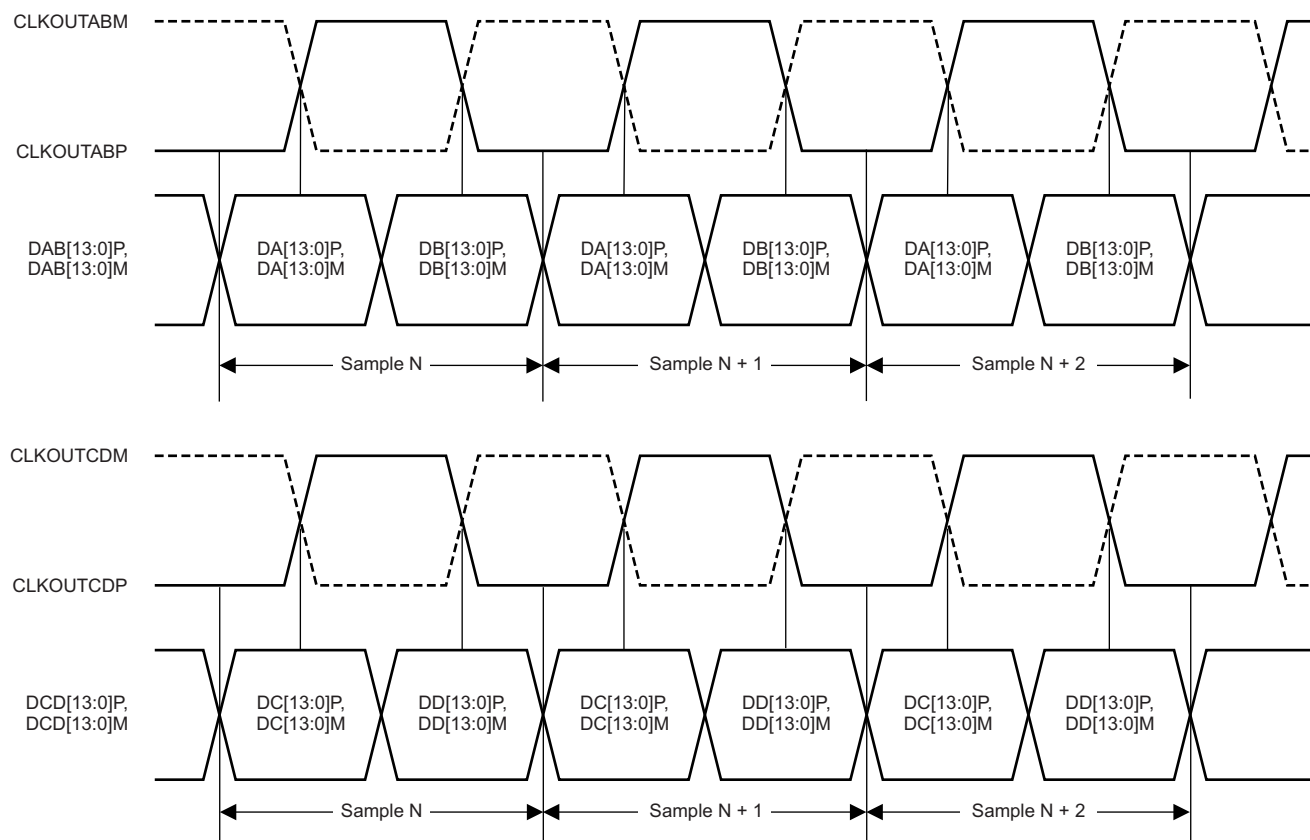 CLKOUTABM
CLKOUTABP
DAB[13:0]P,
DAB[13:0]M
DA[13:0]P,
DA[13:0]M
DB[13:0]P,
DB[13:0]M
DA[13:0]P,
DA[13:0]M
DB[13:0]P,
DB[13:0]M
DA[13:0]P,
DA[13:0]M
DB[13:0]P,
DB[13:0]M
Sample N
Sample N + 1
Sample N + 2
CLKOUTCDM
CLKOUTCDP
DCD[13:0]P,
DCD[13:0]M
DC[13:0]P,
DC[13:0]M
DD[13:0]P,
DD[13:0]M
DC[13:0]P,
DC[13:0]M
DD[13:0]P,
DD[13:0]M
DC[13:0]P,
DC[13:0]M
DD[13:0]P,
DD[13:0]M
Sample N
Sample N + 1
Sample N + 2